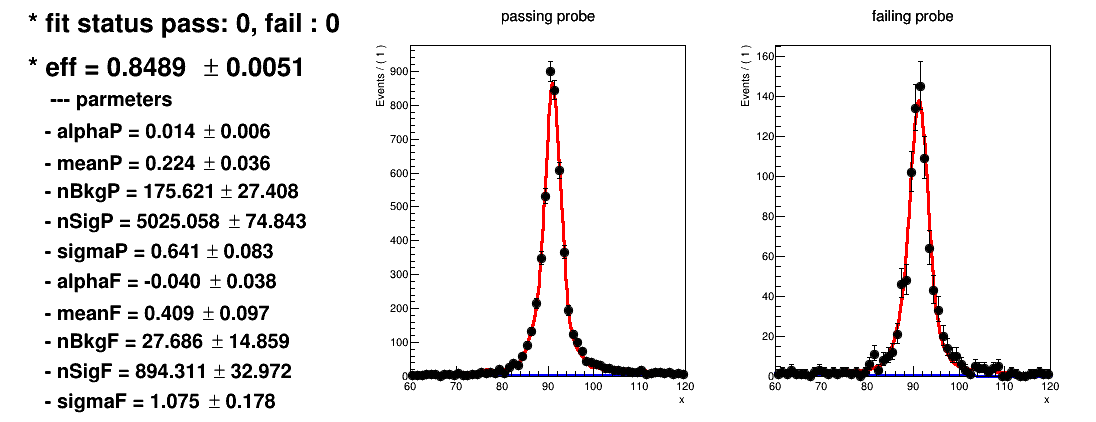 * fit status pass: 0, fail : 0
* eff = 0.8489 ± 0.0051
--- parmeters
- alphaP = 0.014 ± 0.006
- meanP = 0.224 ± 0.036
- nBkgP = 175.621 ± 27.408
- nSigP = 5025.058 ± 74.843
- sigmaP = 0.641 ± 0.083
- alphaF = -0.040 ± 0.038
- meanF = 0.409 ± 0.097
- nBkgF = 27.686 ± 14.859
- nSigF = 894.311 ± 32.972
- sigmaF = 1.075 ± 0.178
passing probe
Events / ( 1 )
900
800
700
600
500
400
300
200
100
0
60 70 80 90 100 110 120
x
failing probe
Events / ( 1 )
160
140
120
100
80
60
40
20
0
60 70 80 90 100 110 120
x